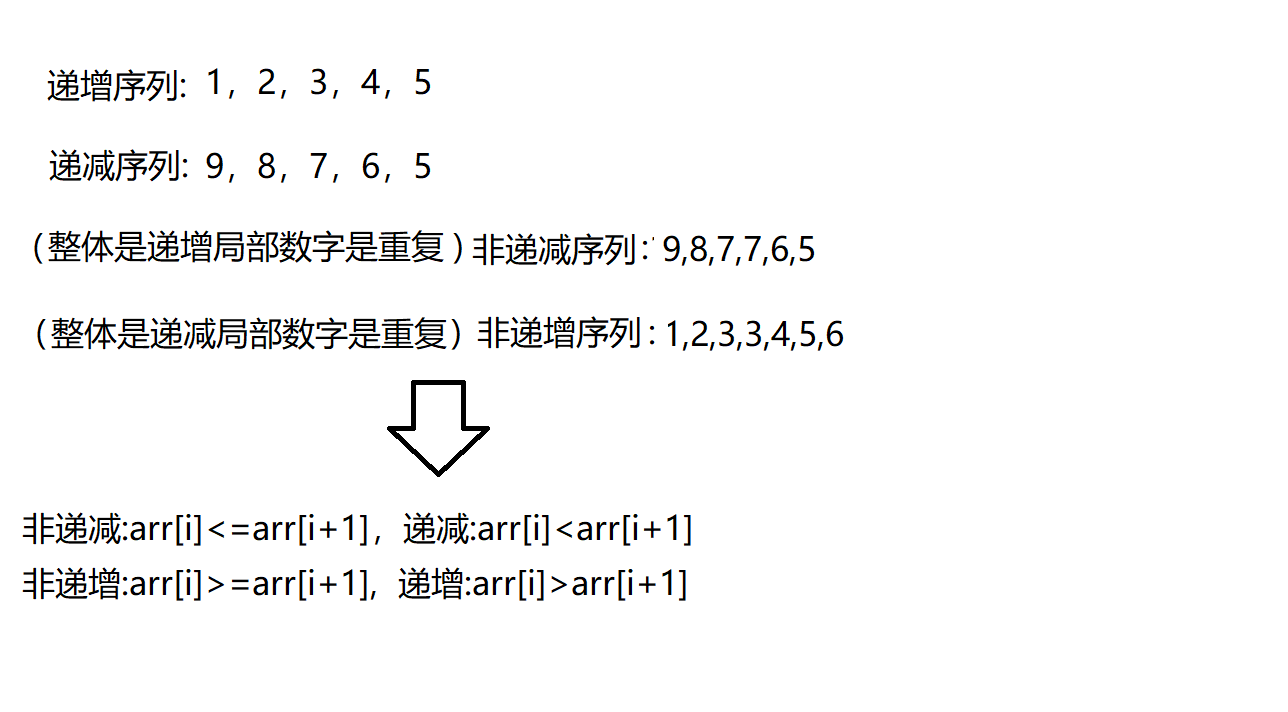 递增序列: 1，2，3，4，5
递减序列: 9，8，7，6，5
（整体是递增局部数字是重复）非递减序列：9,8,7,7,6,5
（整体是递减局部数字是重复）非递增序列：1,2,3,3,4,5,6
非递减:arr[i]<=arr[i+1]，递减:arr[i]<arr[i+1]
非递增:arr[i]>=arr[i+1]，递增:arr[i]>arr[i+1]